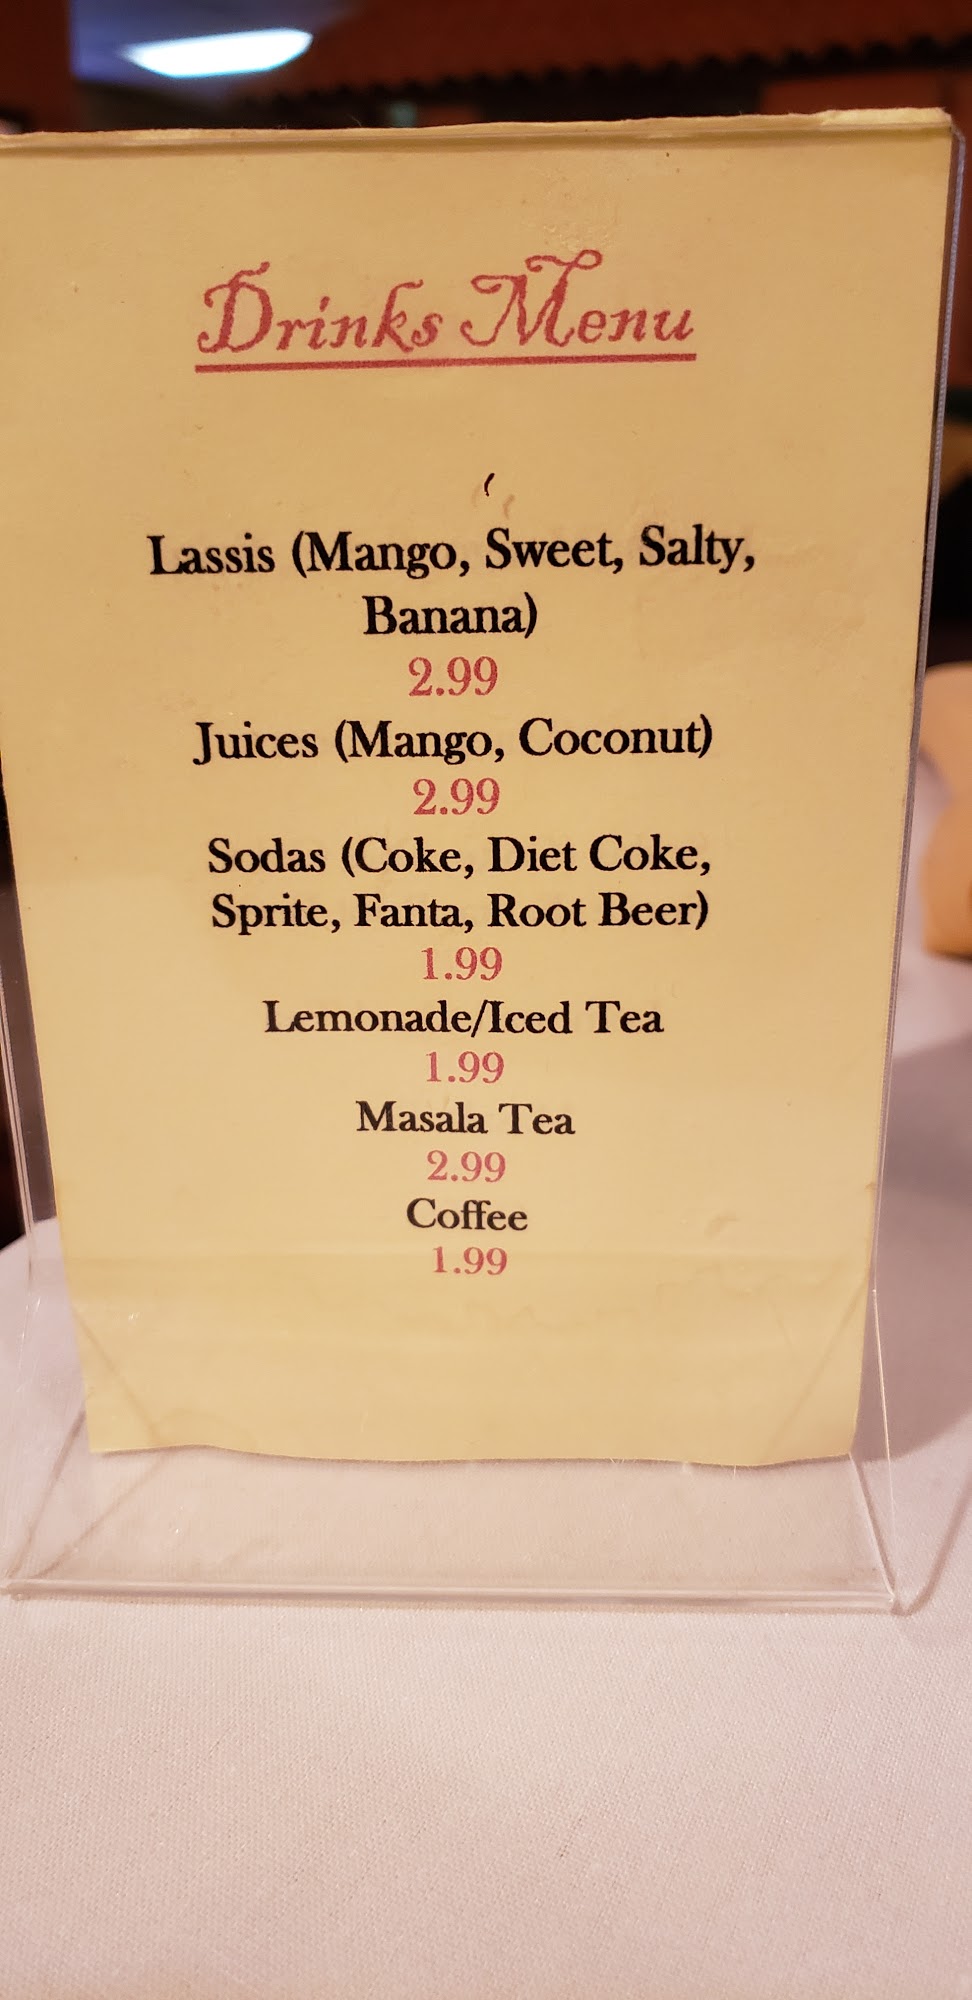 Drinks Menu
Lassis (Mango, Sweet, Salty,
Banana)
2.99
Juices (Mango, Coconut)
2.99
Sodas (Coke, Diet Coke,
Sprite, Fanta, Root Beer)
1.99
Lemonade/Iced Tea
1.99
Masala Tea
2.99
Coffee
1.99